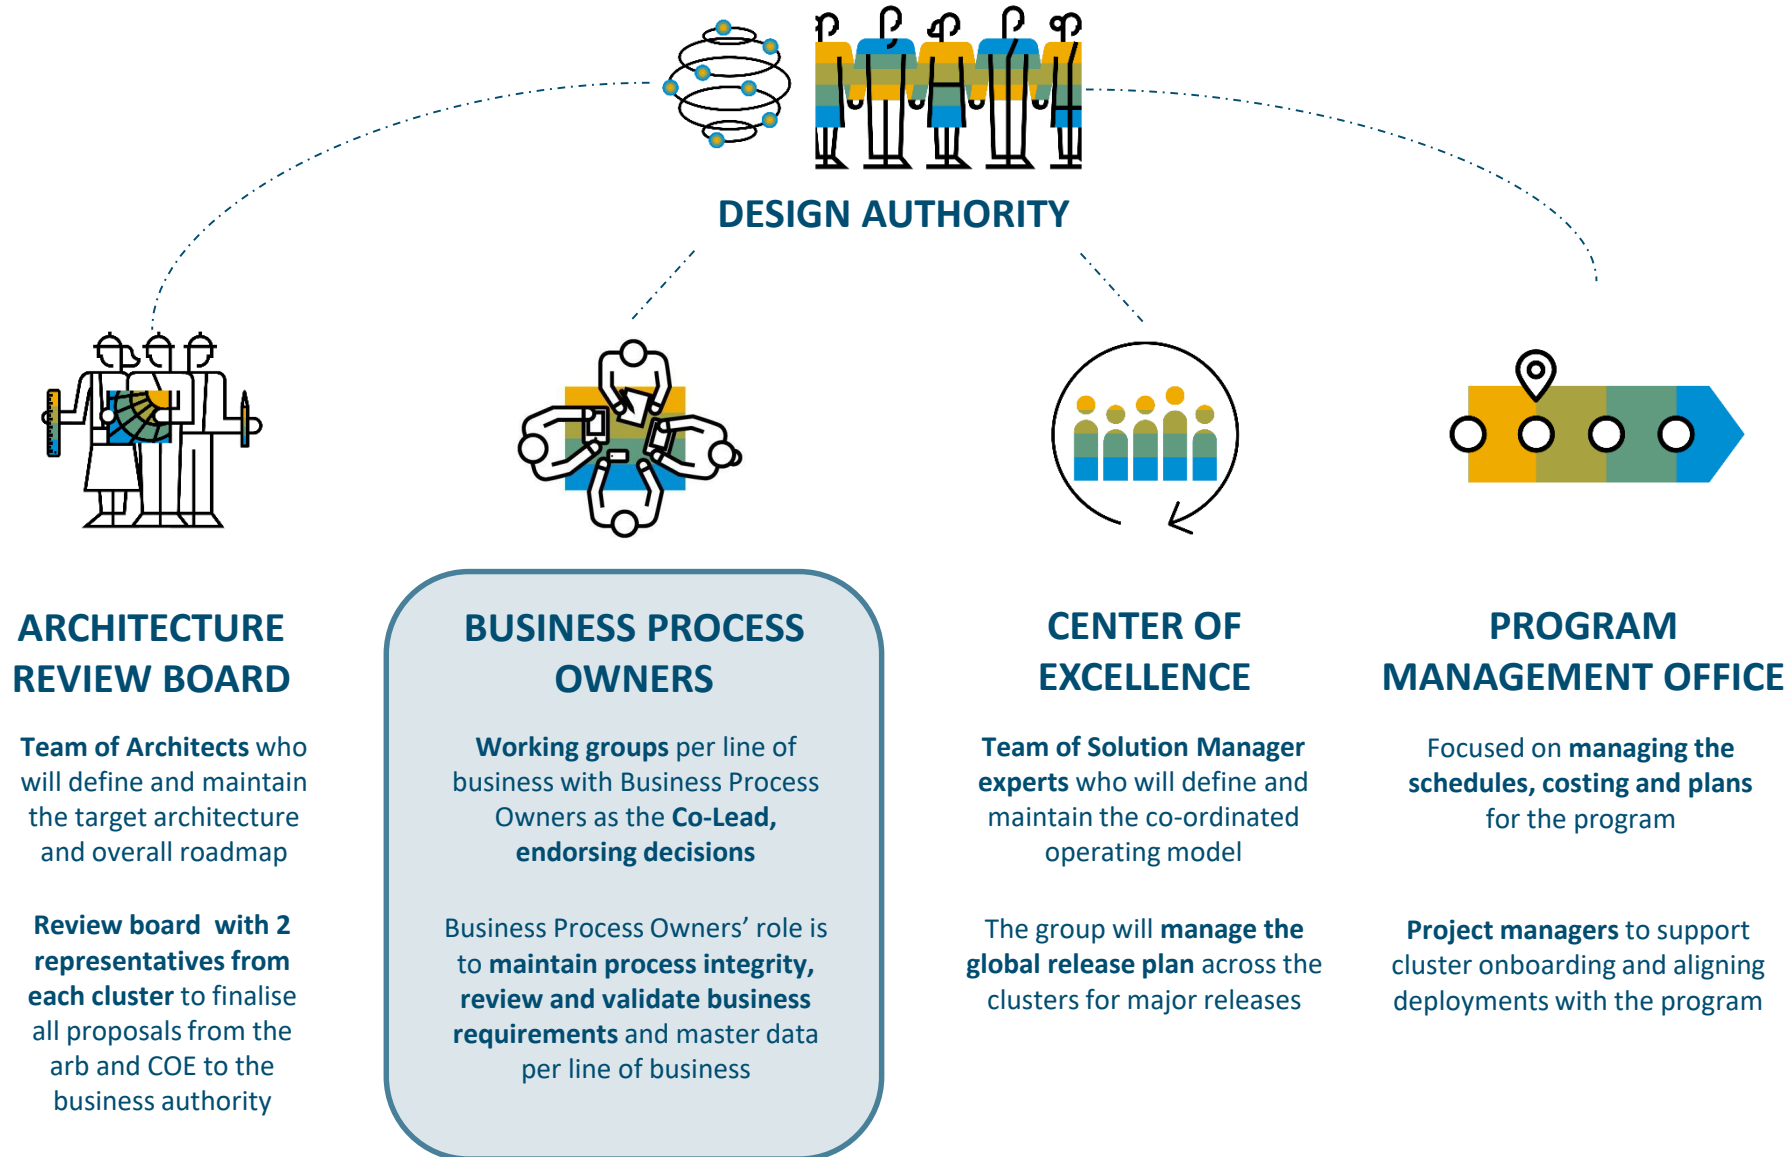 DESIGN AUTHORITY
ARCHITECTURE
REVIEW BOARD
Team of Architects who
will define and maintain
the target architecture
and overall roadmap
Review board  with 2
representatives from
each cluster to finalise
all proposals from the
arb and COE to the
business authority
BUSINESS PROCESS
OWNERS
Working groups per line of
business with Business Process
Owners as the Co-Lead,
endorsing decisions
Business Process Owners’ role is
to maintain process integrity,
review and validate business
requirements and master data
per line of business
CENTER OF
EXCELLENCE
Team of Solution Manager
experts who will define and
maintain the co-ordinated
operating model
The group will manage the
global release plan across the
clusters for major releases
PROGRAM
MANAGEMENT OFFICE
Focused on managing the
schedules, costing and plans
for the program
Project managers to support
cluster onboarding and aligning
deployments with the program